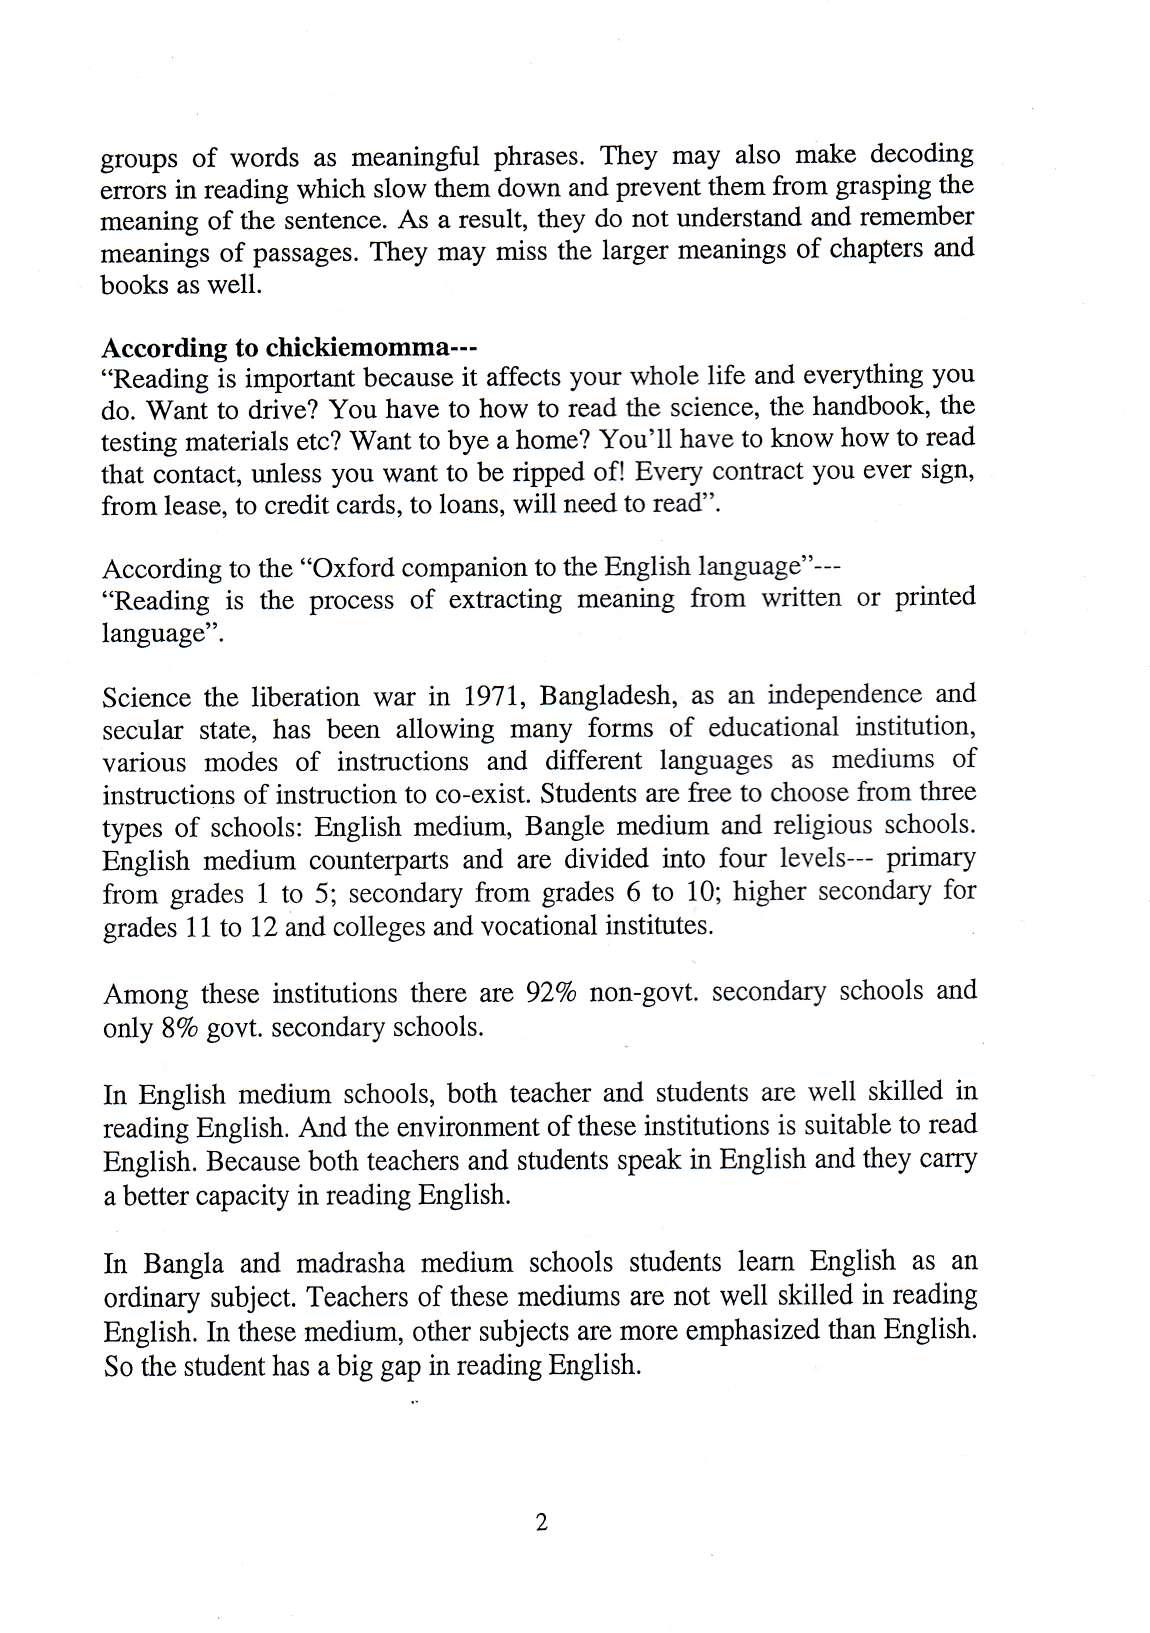 groups of words as meaningful phrases. They may also make decoding
errors in reading which slow them down and prevent them from grasping the
meaning of the sentence. As a result, they do not understand and remember
meanings of passages. They may miss the larger meanings of chapters and
books as well.
According to chickiemomma---
“Reading is important because it affects your whole life and everything you
do. Want to drive? You have to how to read the science, the handbook, the
testing materials etc? Want to bye a home? You’ll have to know how to read
that contact, unless you want to be ripped of! Every contract you ever sign,
from lease, to credit cards, to loans, will need to read”.
According to the “Oxford companion to the English language”---
“Reading is the process of extracting meaning from written or printed
language”.
Science the liberation war in 1971, Bangladesh, as an independence and
secular state, has been allowing many forms of educational institution,
various modes of instructions and different languages as mediums of
instructions of instruction to co-exist. Students are free to choose from three
types of schools: English medium, Bangle medium and religious schools.
English medium counterparts and are divided into four levels--- primary
from grades 1 to 5; secondary from grades 6 to 10; higher secondary for
grades 11 to 12 and colleges and vocational institutes.
Among these institutions there are 92% non-govt. secondary schools and
only 8% govt. secondary schools.
In English medium schools, both teacher and students are well skilled in
reading English. And the environment of these institutions is suitable to read
English. Because both teachers and students speak in English and they carry
a better capacity in reading English.
In Bangla and madrasha medium schools students learn English as an
ordinary subject. Teachers of these mediums are not well skilled in reading
English. In these medium, other subjects are more emphasized than English.
So the student has a big gap in reading English.
2